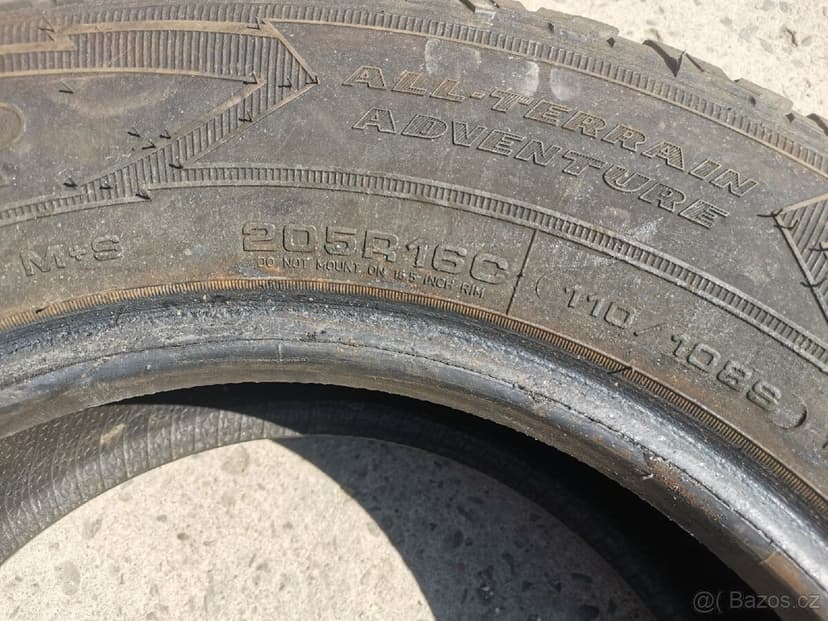 ALL-TERRAIN
ADVENTURE
M+S
205R16C
DO NOT MOUNT ON 16.5 INCH RIM
(110/108S)
@( Bazos.cz